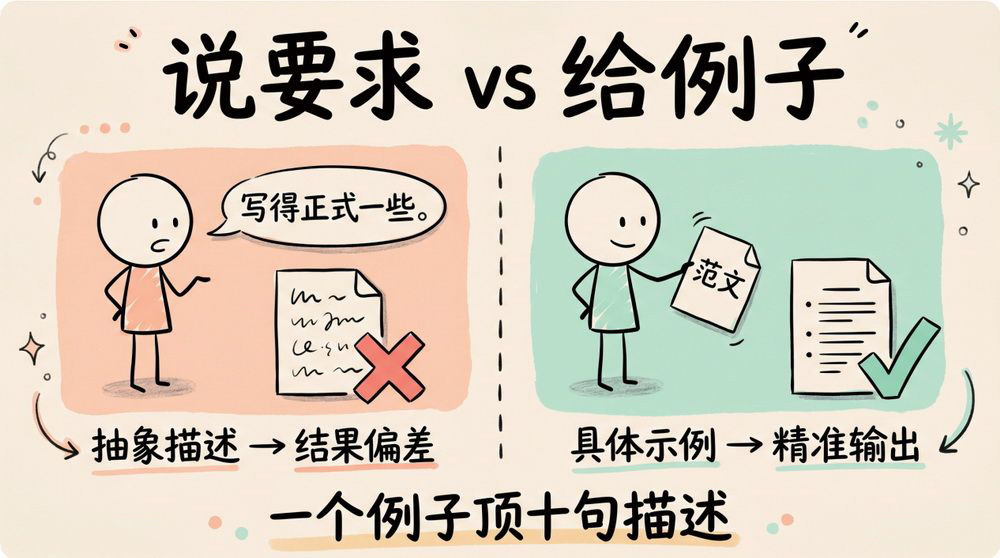 说要求 vs 给例子
写得正式一些。
范文
抽象描述 → 结果偏差
具体示例 → 精准输出
一个例子顶十句描述